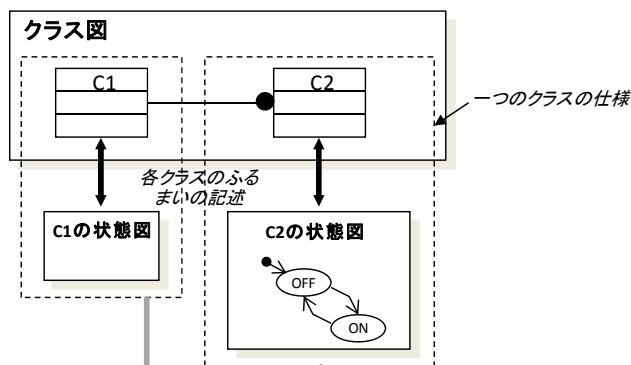 クラス図
C1
C2
一つのクラスの仕様
各クラスのふる
まいの記述
C1の状態図
C2の状態図
OFF
ON